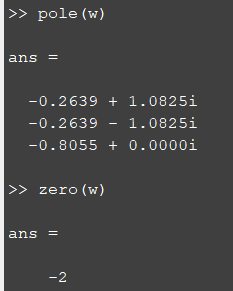 >> pole(w)
ans =
-0.2639 + 1.0825i
-0.2639 - 1.0825i
-0.8055 + 0.0000i
>> zero(w)
ans =
-2